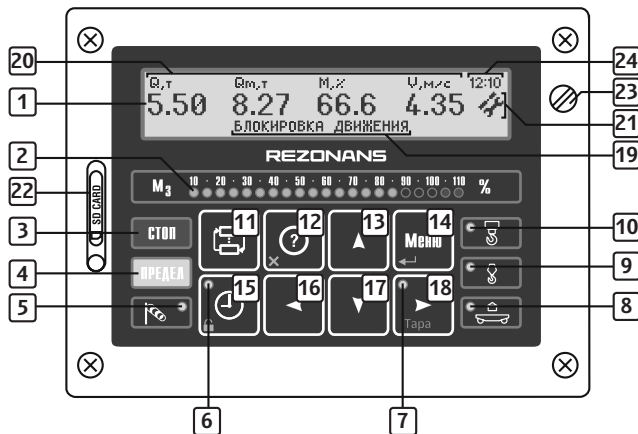 20
24
Q,т Qm,т M,% V,м/с 12:10
1
5.50 8.27 66.6 4.35
23
21
БЛОКИРОВКА ДВИЖЕНИЯ
19
REZONANS
2
M3 10 · 20 · 30 · 40 · 50 · 60 · 70 · 80 · 90 · 100 · 110 %
22
SD CARD
3
СТОП
11
12
?
×
13
14
Меню
10
4
ПРЕДЕЛ
9
5
15
16
17
18
Тара
8
6
7